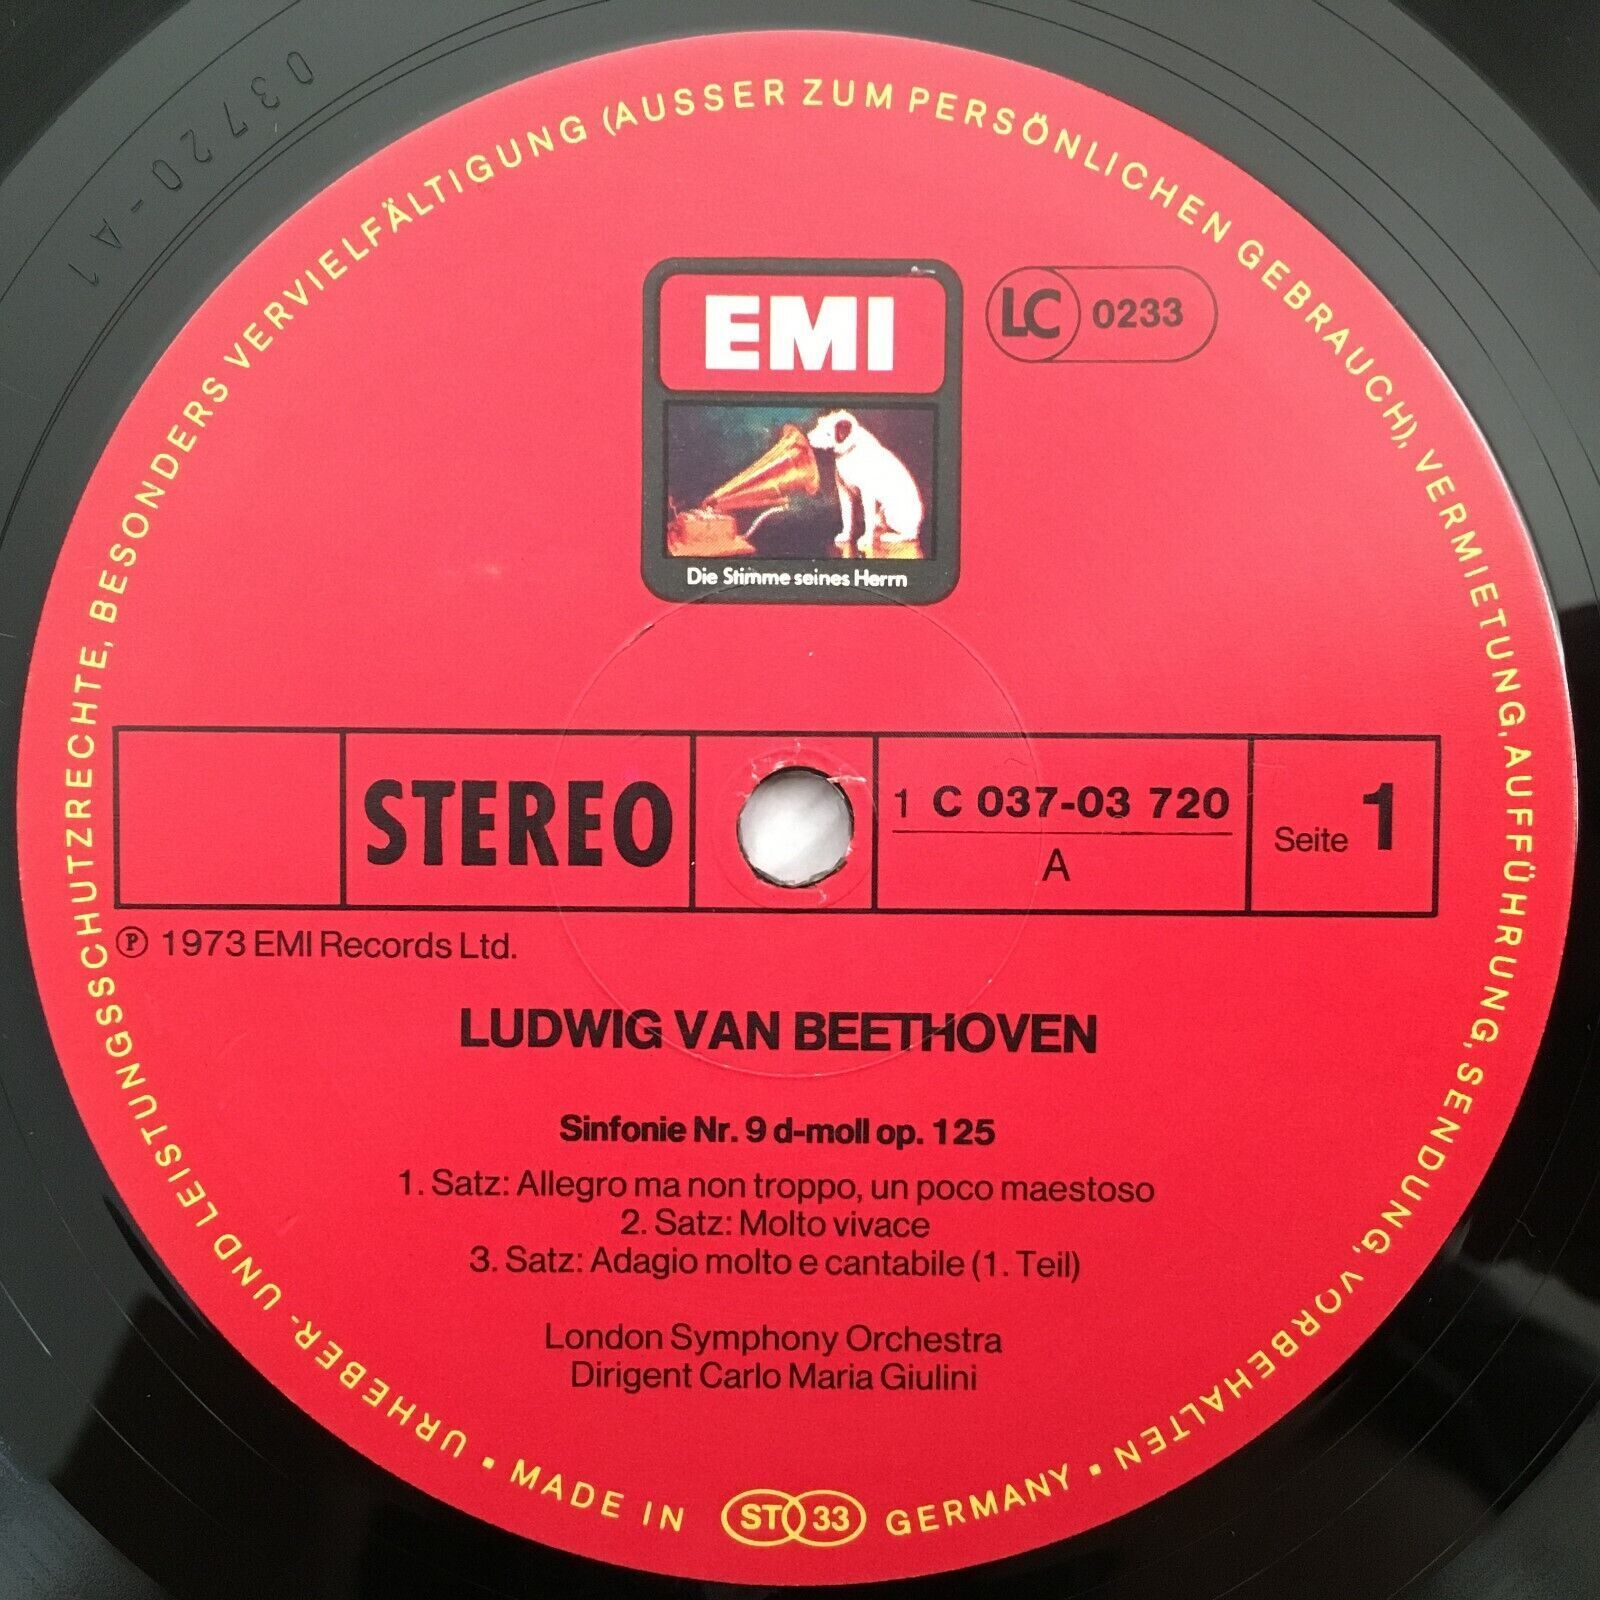 03720-A1
URHEBER- UND LEISTUNGSSCHUTZRECHTE, BESONDERS VERVIELFÄLTIGUNG (AUSSER ZUM PERSÖNLICHEN GEBRAUCH), VERMIETUNG, AUFFÜHRUNG, SENDUNG, VORBEHALTEN
EMI
LC 0233
Die Stimme seines Herrn
STEREO
1 C 037-03 720
A
Seite 1
℗ 1973 EMI Records Ltd.
LUDWIG VAN BEETHOVEN
Sinfonie Nr. 9 d-moll op. 125
1. Satz: Allegro ma non troppo, un poco maestoso
2. Satz: Molto vivace
3. Satz: Adagio molto e cantabile (1. Teil)
London Symphony Orchestra
Dirigent Carlo Maria Giulini
• MADE IN ST 33 GERMANY •